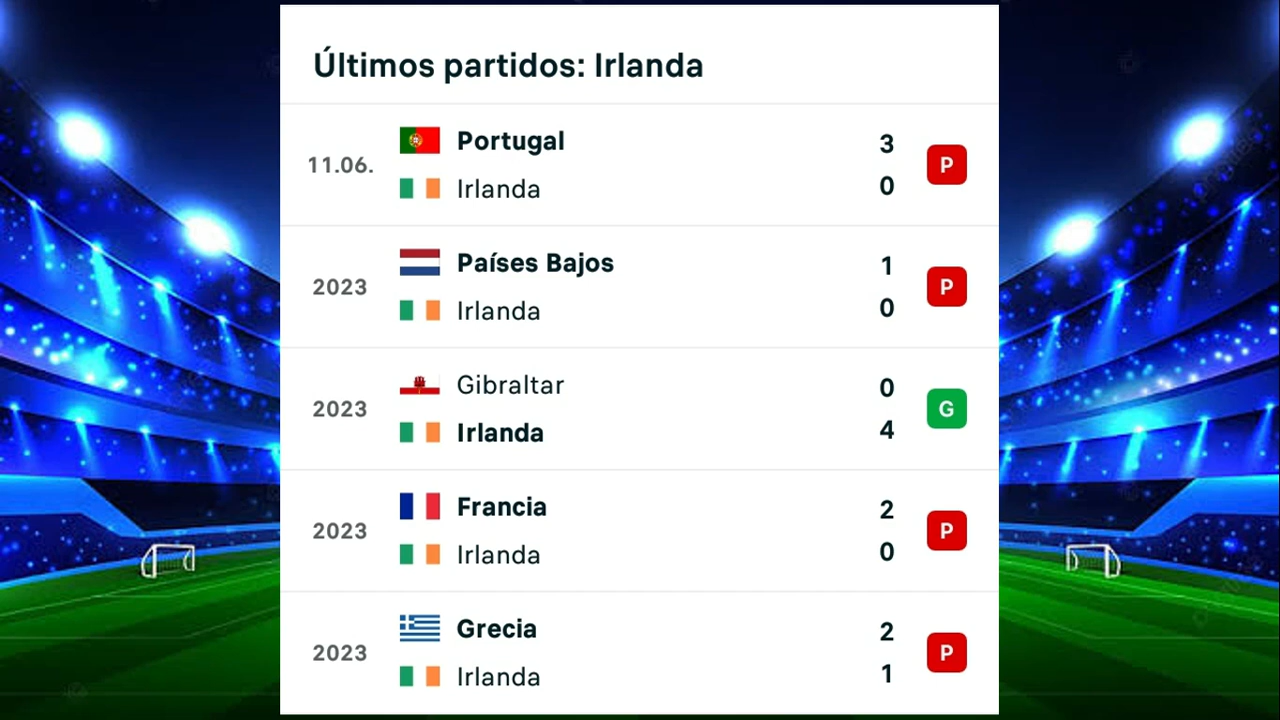 Últimos partidos: Irlanda
11.06.
Portugal 3
Irlanda 0
P
2023
Países Bajos 1
Irlanda 0
P
2023
Gibraltar 0
Irlanda 4
G
2023
Francia 2
Irlanda 0
P
2023
Grecia 2
Irlanda 1
P